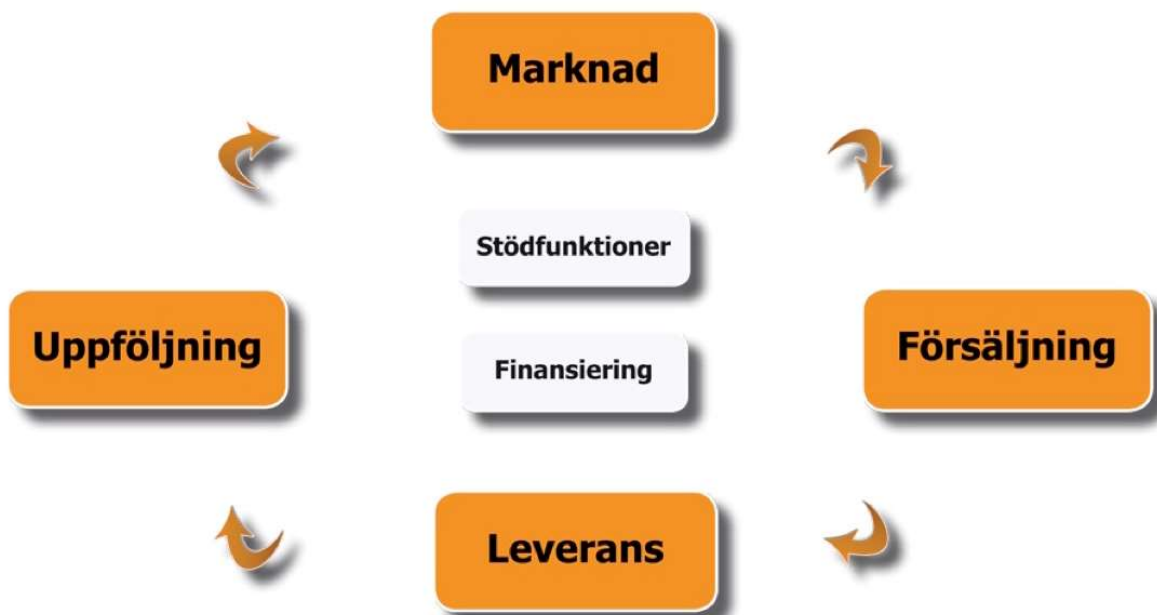 Marknad
Stödfunktioner
Uppföljning
Försäljning
Finansiering
Leverans